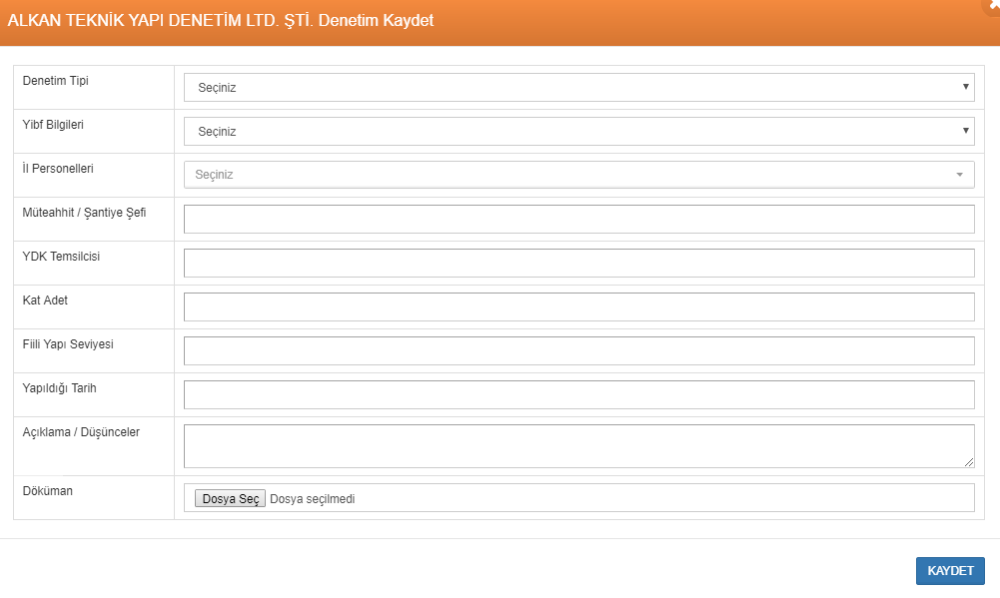 ALKAN TEKNİK YAPI DENETİM LTD. ŞTİ. Denetim Kaydet
Denetim Tipi
Seçiniz
Yibf Bilgileri
Seçiniz
İl Personelleri
Seçiniz
Müteahhit / Şantiye Şefi
YDK Temsilcisi
Kat Adet
Fiili Yapı Seviyesi
Yapıldığı Tarih
Açıklama / Düşünceler
Döküman
Dosya Seç Dosya seçilmedi
KAYDET